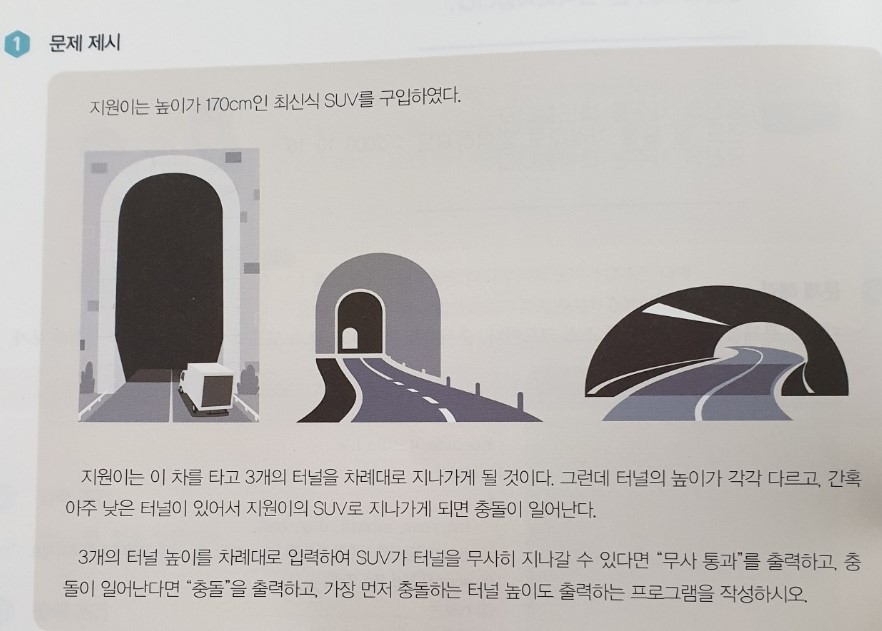 1 문제 제시
지원이는 높이가 170cm인 최신식 SUV를 구입하였다.
지원이는 이 차를 타고 3개의 터널을 차례대로 지나가게 될 것이다. 그런데 터널의 높이가 각각 다르고, 간혹
아주 낮은 터널이 있어서 지원이의 SUV로 지나가게 되면 충돌이 일어난다.
3개의 터널 높이를 차례대로 입력하여 SUV가 터널을 무사히 지나갈 수 있다면 “무사 통과”를 출력하고, 충
돌이 일어난다면 “충돌”을 출력하고, 가장 먼저 충돌하는 터널 높이도 출력하는 프로그램을 작성하시오.